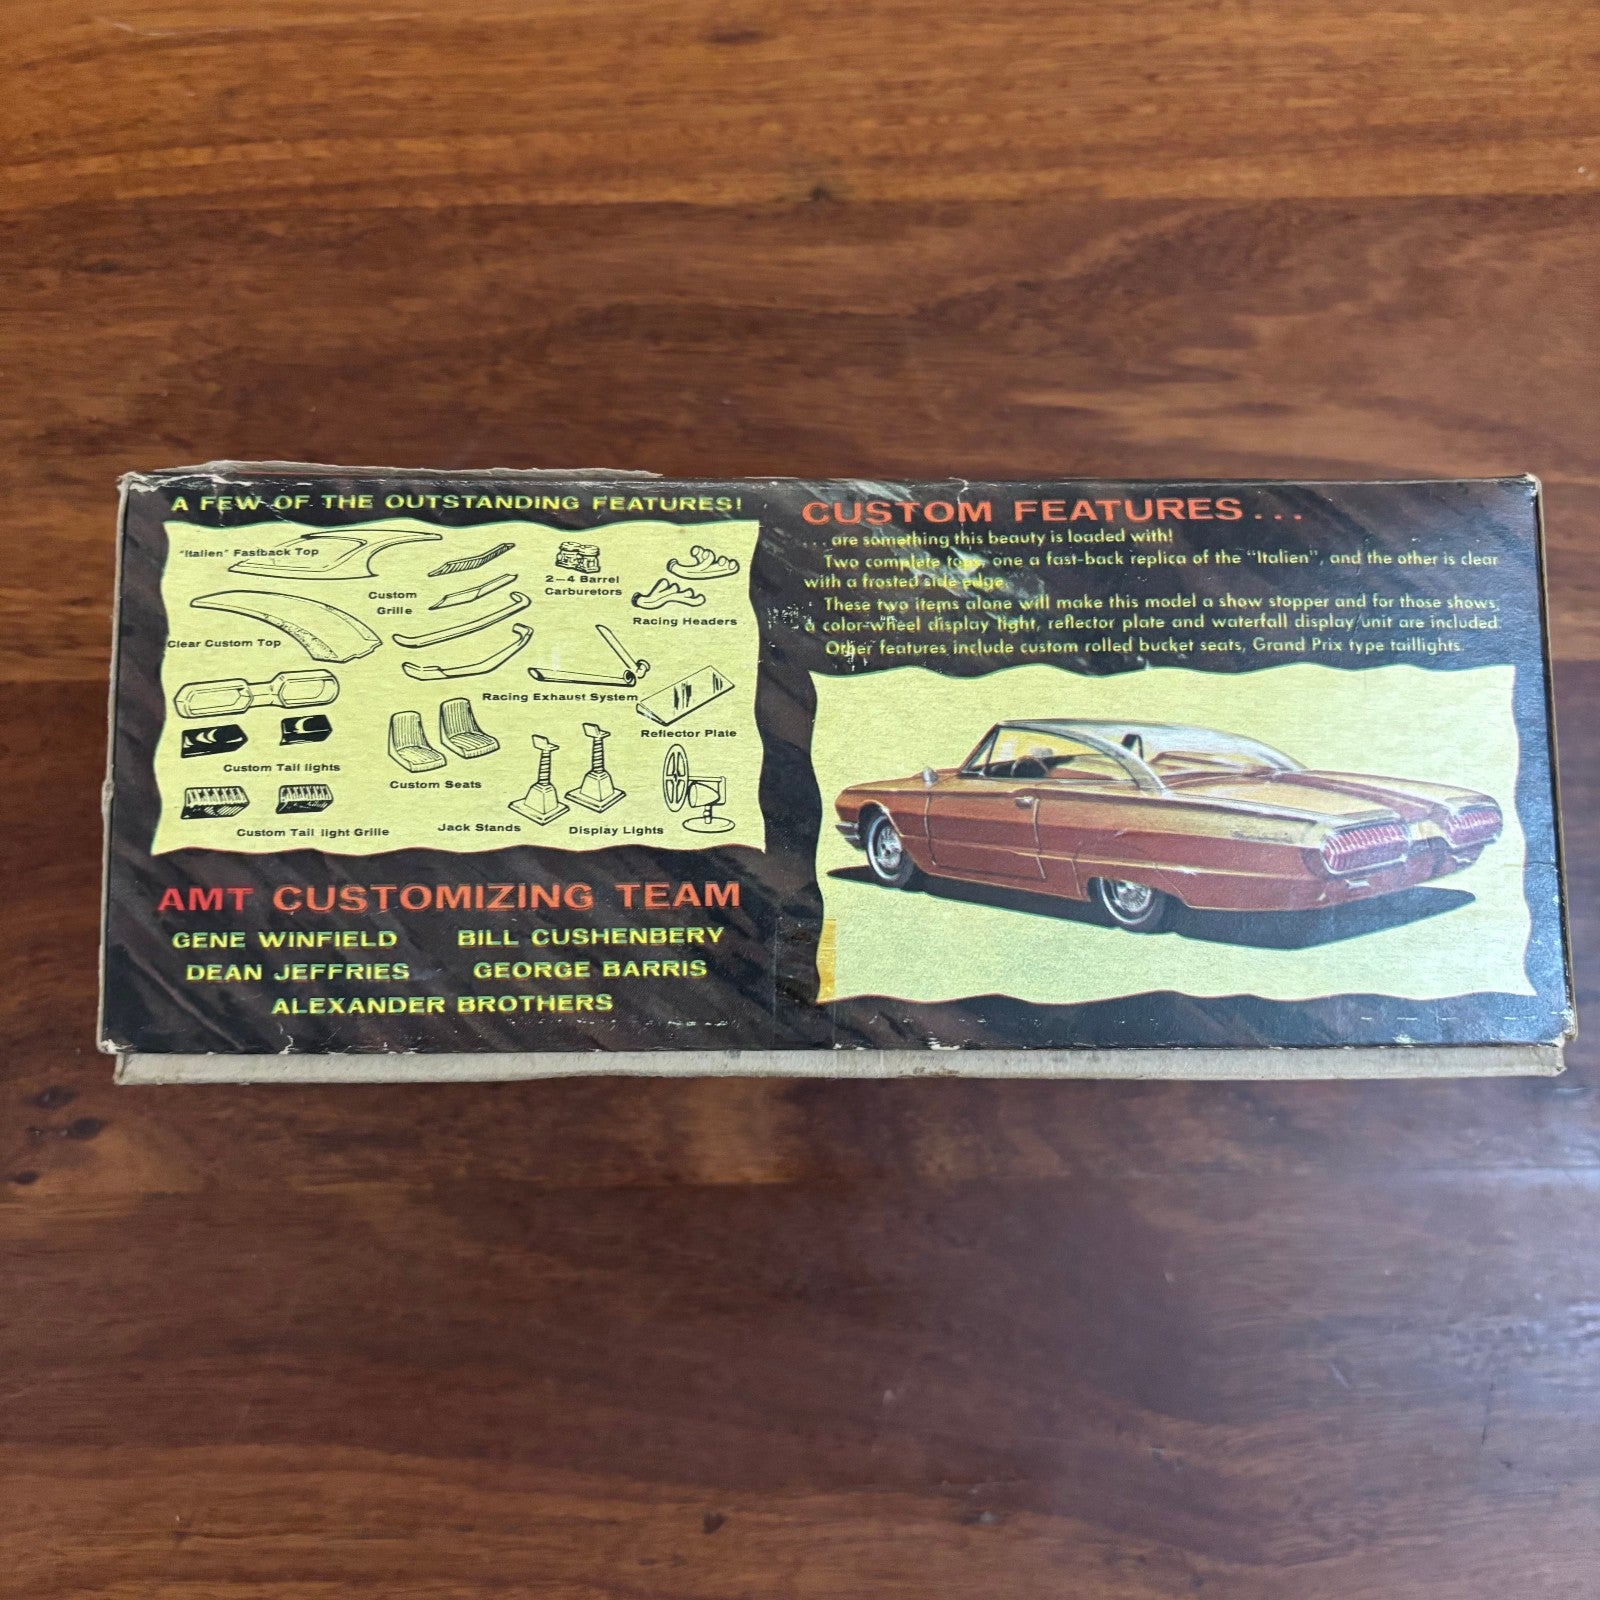 A FEW OF THE OUTSTANDING FEATURES!
"Italien" Fastback Top
Custom
Grille
2-4 Barrel
Carburetors
Racing Headers
Clear Custom Top
Racing Exhaust System
Reflector Plate
Custom Tail lights
Custom Seats
Custom Tail light Grille
Jack Stands
Display Lights
AMT CUSTOMIZING TEAM
GENE WINFIELD BILL CUSHENBERY
DEAN JEFFRIES GEORGE BARRIS
ALEXANDER BROTHERS
CUSTOM FEATURES...
... are something this beauty is loaded with!
Two complete tops, one a fast-back replica of the "Italien", and the other is clear
with a frosted side edge.
These two items alone will make this model a show stopper and for those shows,
a color-wheel display light, reflector plate and waterfall display unit are included.
Other features include custom rolled bucket seats, Grand Prix type taillights.